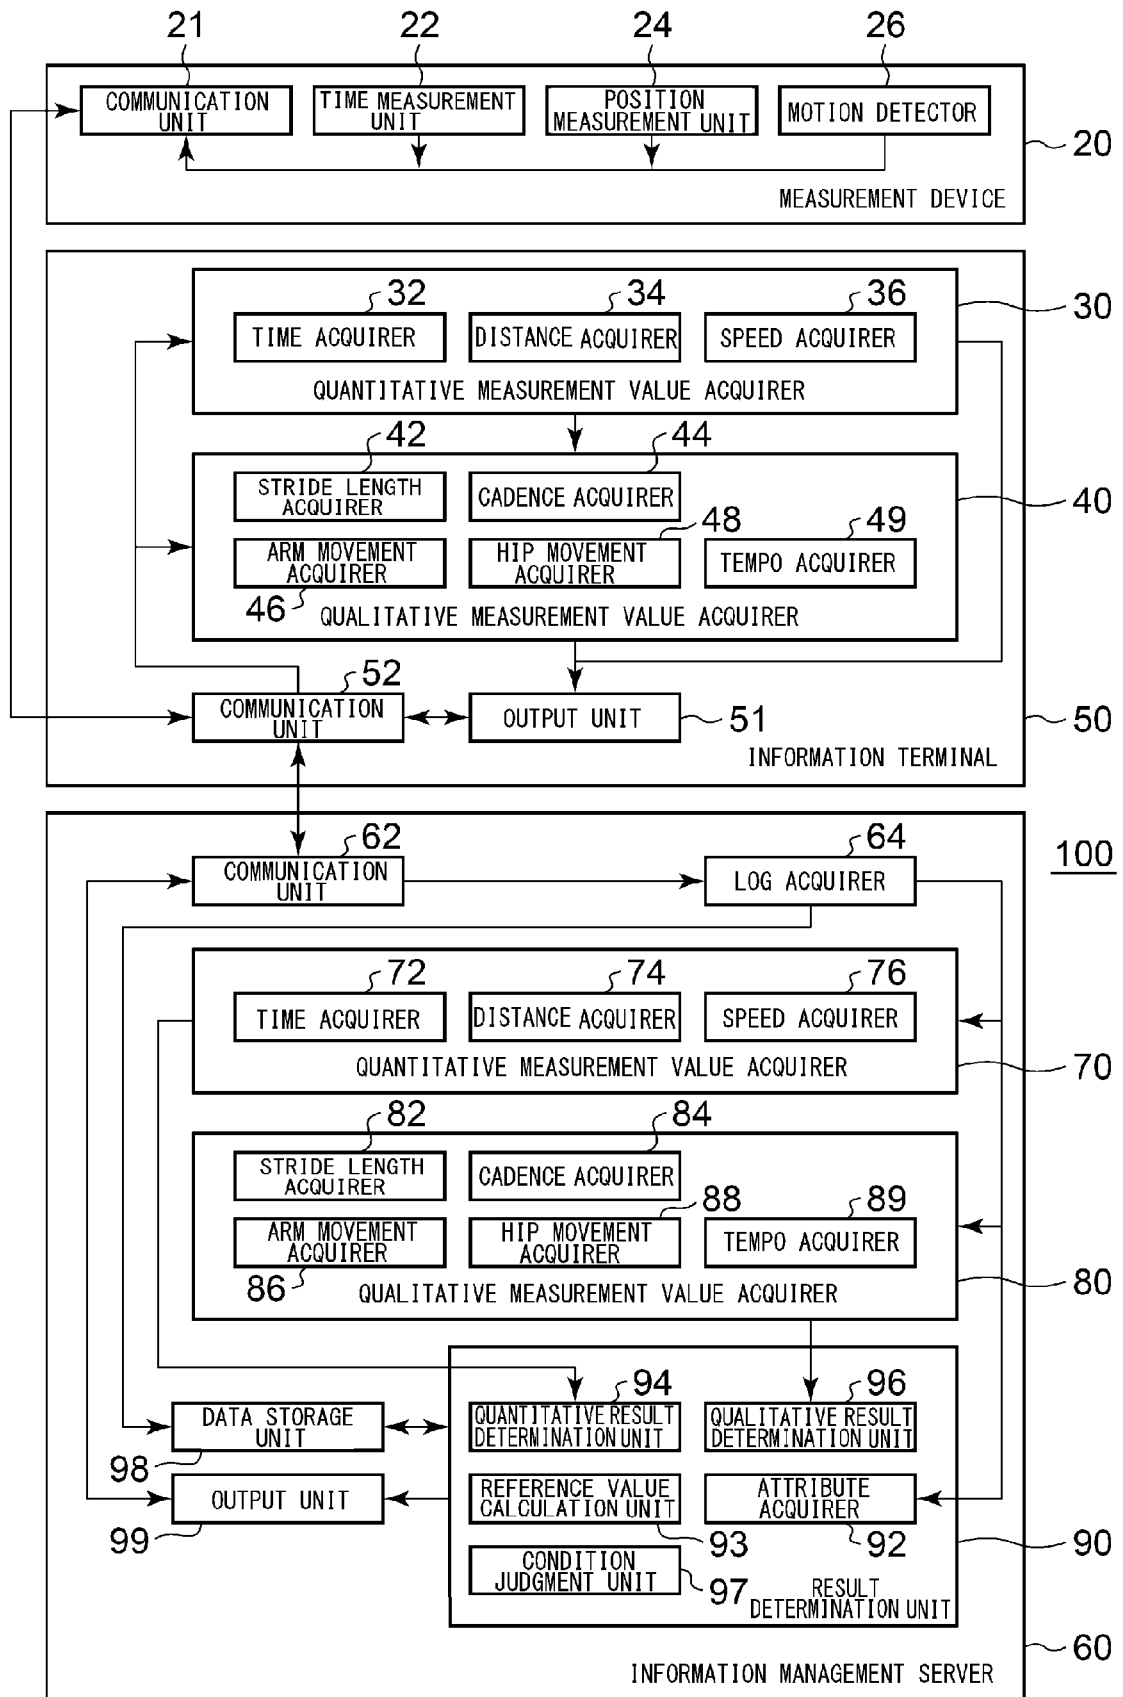 21
22
24
26
COMMUNICATION
UNIT
TIME MEASUREMENT
UNIT
POSITION
MEASUREMENT UNIT
MOTION DETECTOR
20
MEASUREMENT DEVICE
32
34
36
30
TIME ACQUIRER
DISTANCE ACQUIRER
SPEED ACQUIRER
QUANTITATIVE MEASUREMENT VALUE ACQUIRER
42
44
STRIDE LENGTH
ACQUIRER
CADENCE ACQUIRER
40
48
49
ARM MOVEMENT
ACQUIRER
HIP MOVEMENT
ACQUIRER
TEMPO ACQUIRER
46
QUALITATIVE MEASUREMENT VALUE ACQUIRER
52
COMMUNICATION
UNIT
OUTPUT UNIT
51
50
INFORMATION TERMINAL
62
64
100
COMMUNICATION
UNIT
LOG ACQUIRER
72
74
76
TIME ACQUIRER
DISTANCE ACQUIRER
SPEED ACQUIRER
QUANTITATIVE MEASUREMENT VALUE ACQUIRER
70
82
84
STRIDE LENGTH
ACQUIRER
CADENCE ACQUIRER
88
89
ARM MOVEMENT
ACQUIRER
HIP MOVEMENT
ACQUIRER
TEMPO ACQUIRER
86
QUALITATIVE MEASUREMENT VALUE ACQUIRER
80
94
96
DATA STORAGE
UNIT
QUANTITATIVE RESULT
DETERMINATION UNIT
QUALITATIVE RESULT
DETERMINATION UNIT
98
OUTPUT UNIT
REFERENCE VALUE
CALCULATION UNIT
ATTRIBUTE
ACQUIRER
99
93
92
90
CONDITION
JUDGMENT UNIT
97
RESULT
DETERMINATION UNIT
60
INFORMATION MANAGEMENT SERVER